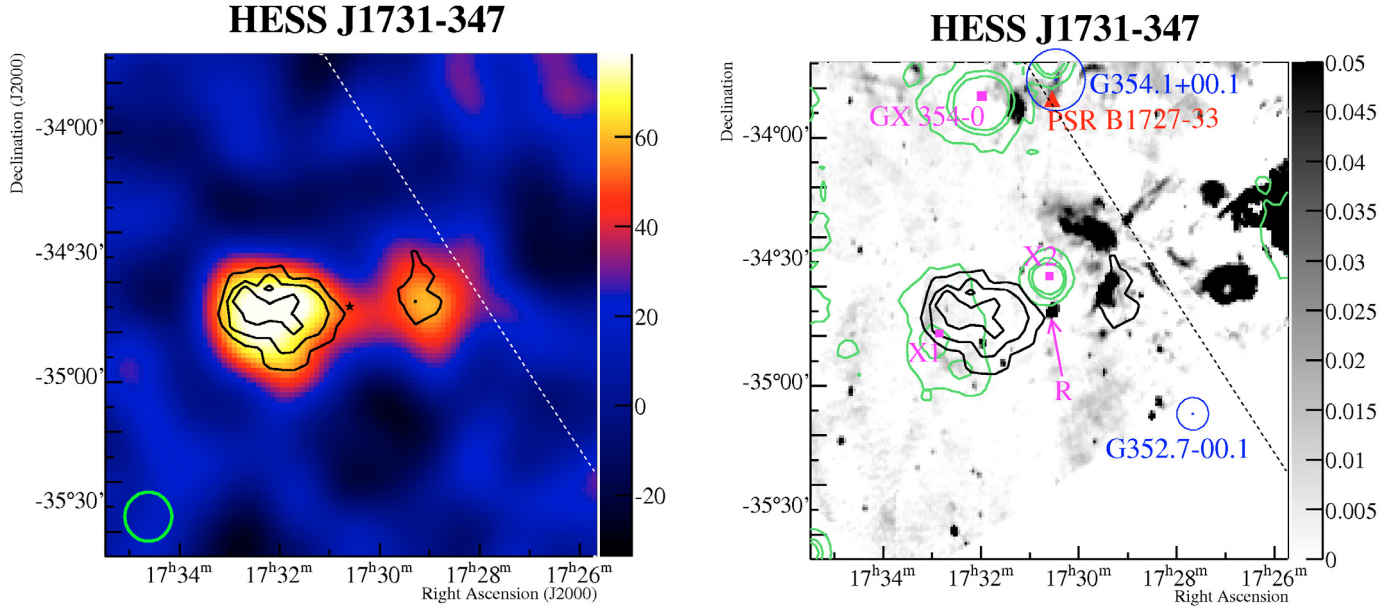 HESS J1731-347
Declination (J2000)
-34°00'
-34°30'
-35°00'
-35°30'
17h34m 17h32m 17h30m 17h28m 17h26m
Right Ascension (J2000)
60
40
20
0
-20
HESS J1731-347
Declination
-34°00'
-34°30'
-35°00'
-35°30'
G354.1+00.1
GX 354-0
PSR B1727-33
X2
X1
R
G352.7-00.1
17h34m 17h32m 17h30m 17h28m 17h26m
Right Ascension
0.05
0.045
0.04
0.035
0.03
0.025
0.02
0.015
0.01
0.005
0